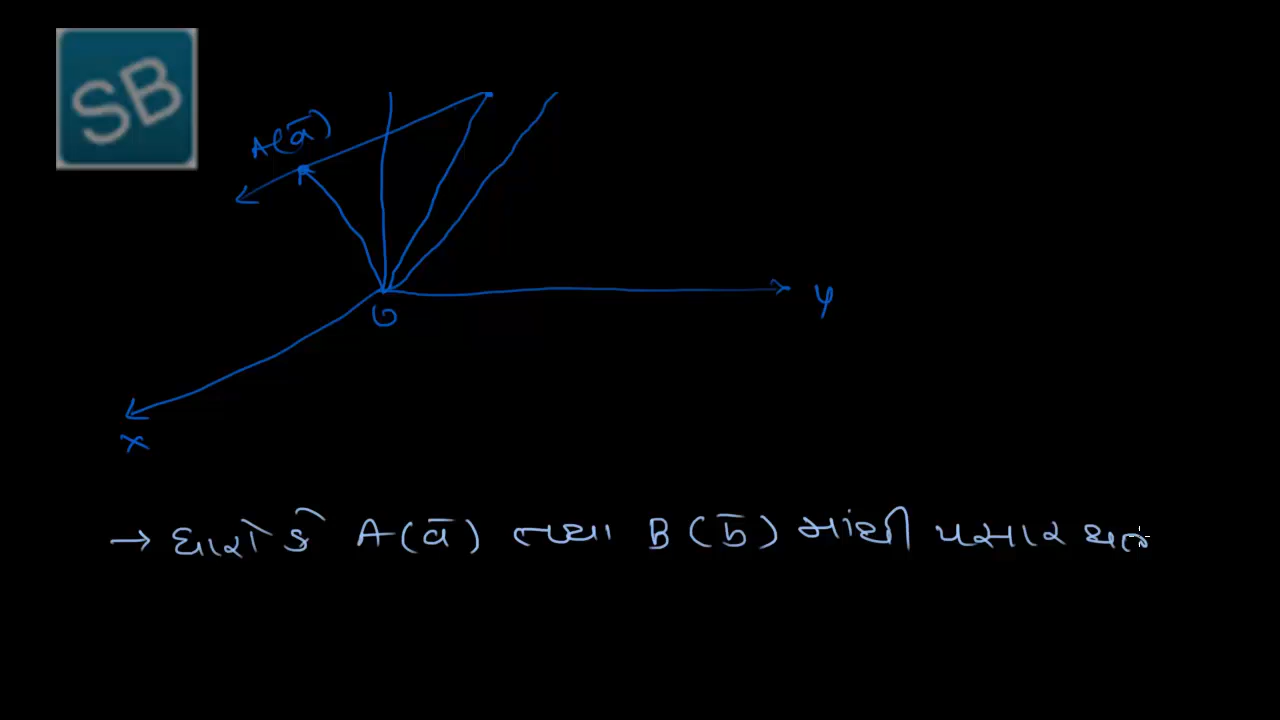 SB
A(ā)
O
y
x
→ ધારો કે A(ā) તથા B(b̄) માંથી પસાર થત